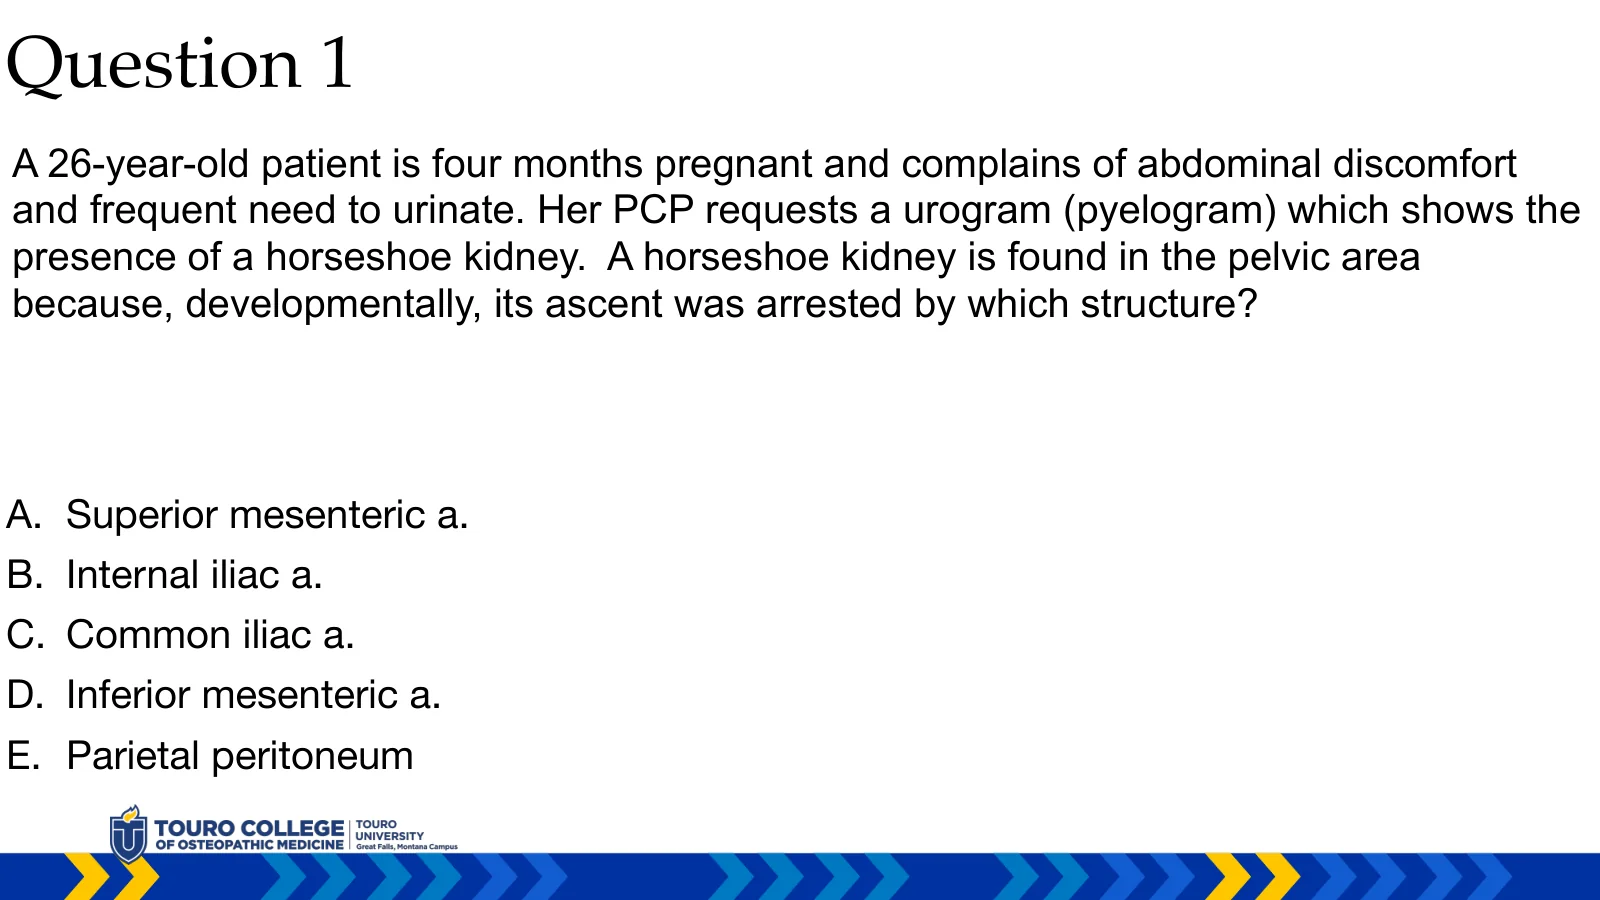 Question 1
A 26-year-old patient is four months pregnant and complains of abdominal discomfort
and frequent need to urinate. Her PCP requests a urogram (pyelogram) which shows the
presence of a horseshoe kidney.  A horseshoe kidney is found in the pelvic area
because, developmentally, its ascent was arrested by which structure?
A. Superior mesenteric a.
B. Internal iliac a.
C. Common iliac a.
D. Inferior mesenteric a.
E. Parietal peritoneum
TOURO COLLEGE
OF OSTEOPATHIC MEDICINE
TOURO
UNIVERSITY
Great Falls, Montana Campus